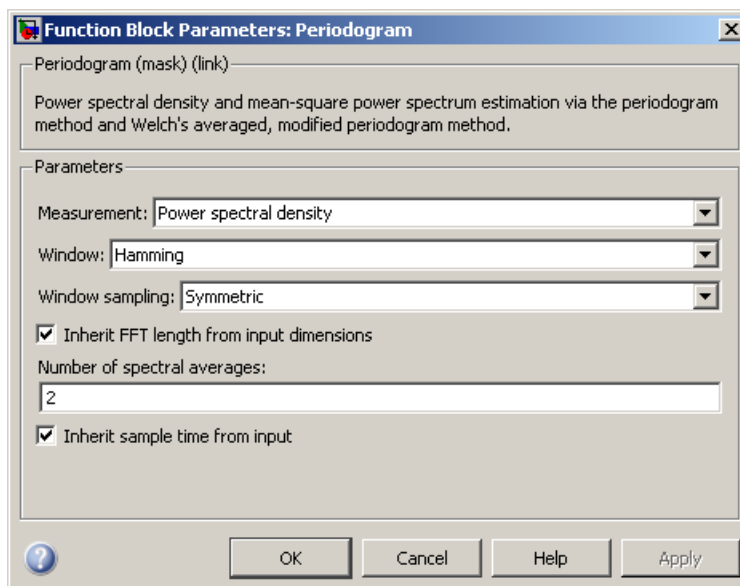 Function Block Parameters: Periodogram
Periodogram (mask) (link)
Power spectral density and mean-square power spectrum estimation via the periodogram
method and Welch's averaged, modified periodogram method.
Parameters
Measurement: Power spectral density
Window: Hamming
Window sampling: Symmetric
Inherit FFT length from input dimensions
Number of spectral averages:
2
Inherit sample time from input
? OK Cancel Help Apply